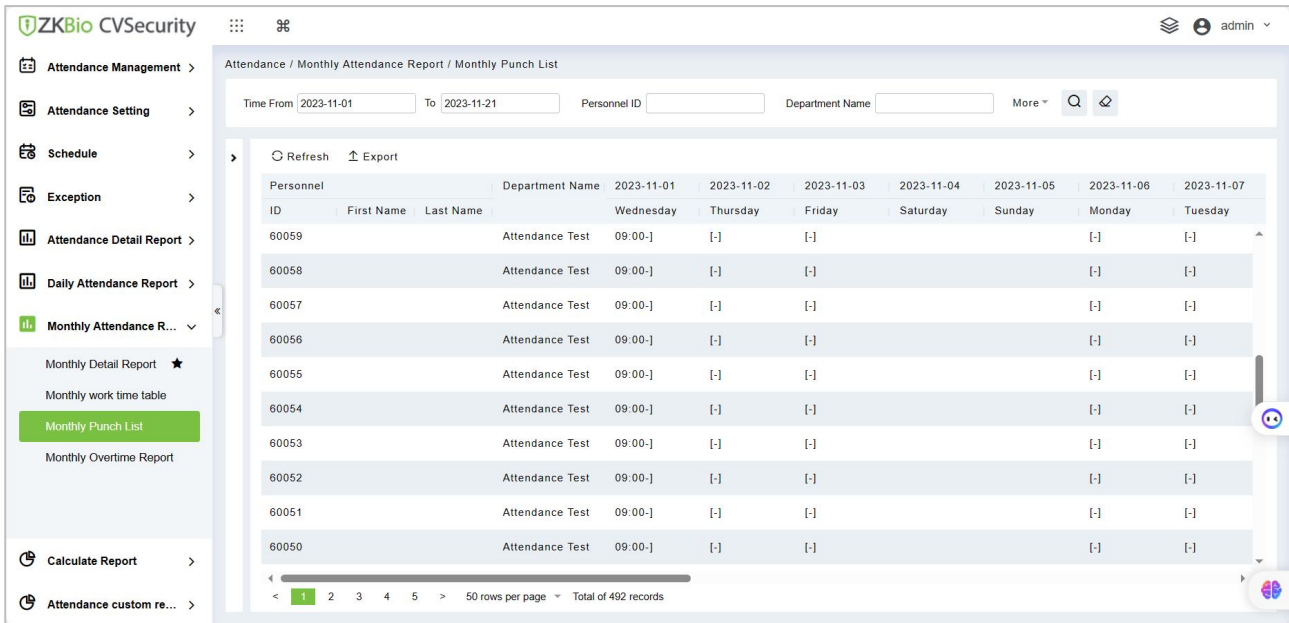 ZKBio CVSecurity
admin
Attendance Management
Attendance Setting
Schedule
Exception
Attendance Detail Report
Daily Attendance Report
Monthly Attendance R...
Monthly Detail Report
Monthly work time table
Monthly Punch List
Monthly Overtime Report
Calculate Report
Attendance custom re...
Attendance / Monthly Attendance Report / Monthly Punch List
Time From 2023-11-01 To 2023-11-21 Personnel ID Department Name More
Refresh Export
Personnel Department Name 2023-11-01 2023-11-02 2023-11-03 2023-11-04 2023-11-05 2023-11-06 2023-11-07
ID First Name Last Name Wednesday Thursday Friday Saturday Sunday Monday Tuesday
60059 Attendance Test 09:00-] [-] [-] [-] [-]
60058 Attendance Test 09:00-] [-] [-] [-] [-]
60057 Attendance Test 09:00-] [-] [-] [-] [-]
60056 Attendance Test 09:00-] [-] [-] [-] [-]
60055 Attendance Test 09:00-] [-] [-] [-] [-]
60054 Attendance Test 09:00-] [-] [-] [-] [-]
60053 Attendance Test 09:00-] [-] [-] [-] [-]
60052 Attendance Test 09:00-] [-] [-] [-] [-]
60051 Attendance Test 09:00-] [-] [-] [-] [-]
60050 Attendance Test 09:00-] [-] [-] [-] [-]
< 1 2 3 4 5 > 50 rows per page Total of 492 records